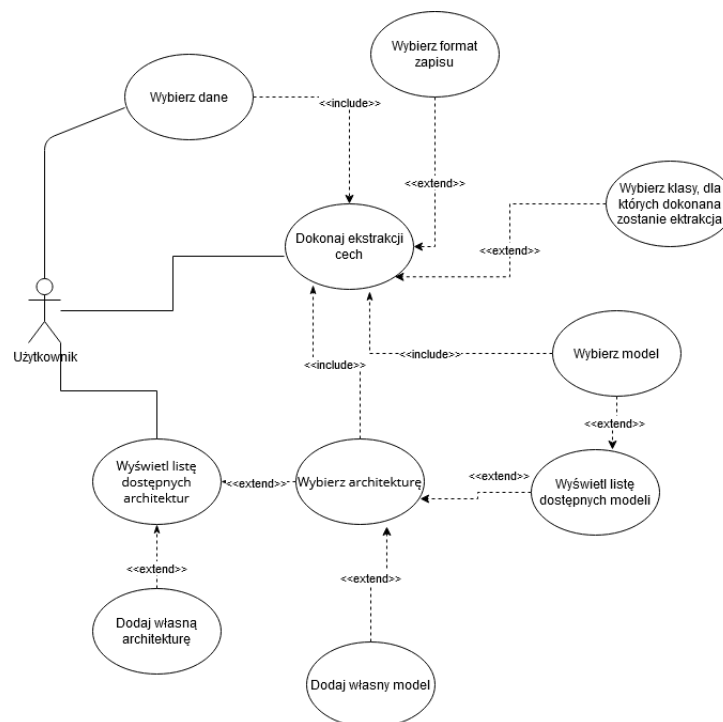 Wybierz format
zapisu
Wybierz dane
<<include>>
<<extend>>
Wybierz klasy, dla
których dokonana
zostanie ektrakcja
Dokonaj ekstrakcji
cech
<<extend>>
Użytkownik
<<include>>
<<include>>
Wybierz model
<<extend>>
Wyświetl listę
dostępnych
architektur
<<extend>>
Wybierz architekturę
<<extend>>
Wyświetl listę
dostępnych modeli
<<extend>>
<<extend>>
Dodaj własną
architekturę
Dodaj własny model